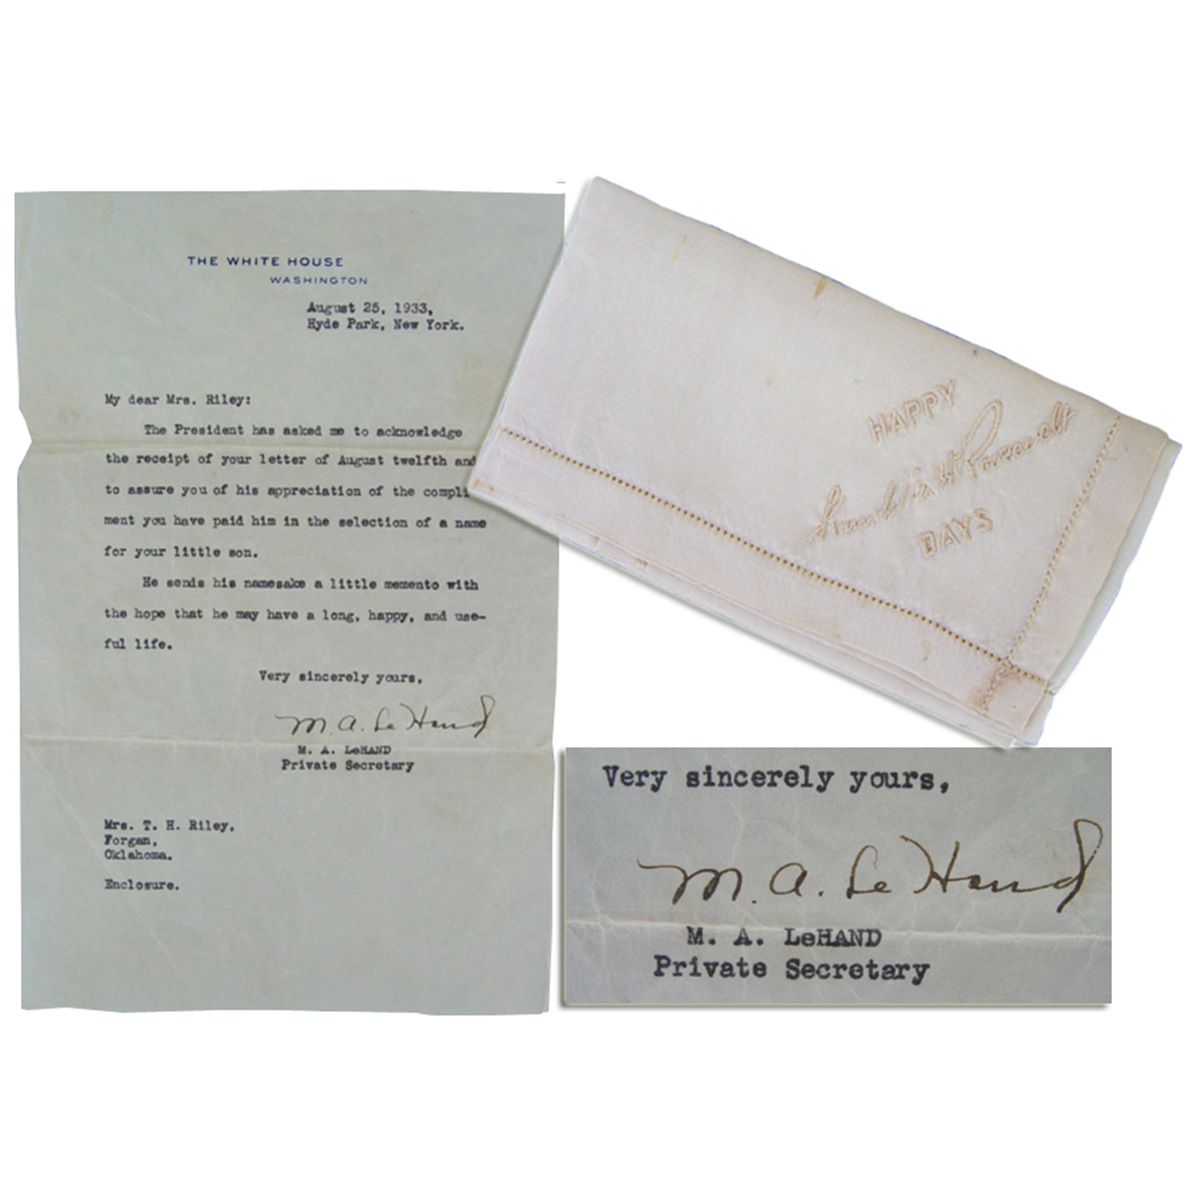 THE WHITE HOUSE
WASHINGTON
August 25, 1933,
Hyde Park, New York.
My dear Mrs. Riley:
The President has asked me to acknowledge
the receipt of your letter of August twelfth and
to assure you of his appreciation of the compli-
ment you have paid him in the selection of a name
for your little son.
He sends his namesake a little memento with
the hope that he may have a long, happy, and use-
ful life.
Very sincerely yours,
M. A. LeHand
M. A. LeHAND
Private Secretary
Mrs. T. H. Riley,
Forgan,
Oklahoma.
Enclosure.
HAPPY
Franklin D Roosevelt
DAYS
Very sincerely yours,
M. A. LeHand
M. A. LeHAND
Private Secretary